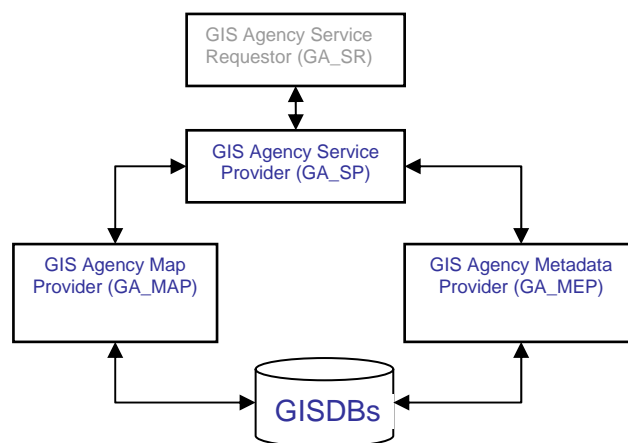 GIS Agency Service
Requestor (GA_SR)
GIS Agency Service
Provider (GA_SP)
GIS Agency Map
Provider (GA_MAP)
GIS Agency Metadata
Provider (GA_MEP)
GISDBs